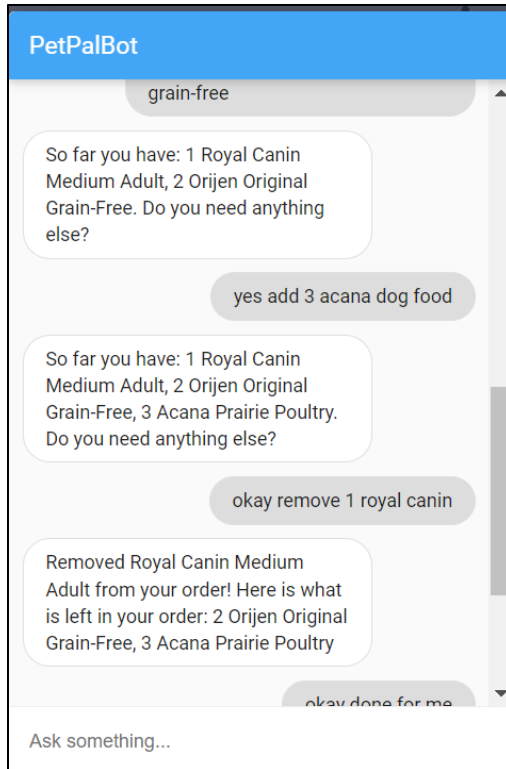 PetPalBot
grain-free
So far you have: 1 Royal Canin
Medium Adult, 2 Orijen Original
Grain-Free. Do you need anything
else?
yes add 3 acana dog food
So far you have: 1 Royal Canin
Medium Adult, 2 Orijen Original
Grain-Free, 3 Acana Prairie Poultry.
Do you need anything else?
okay remove 1 royal canin
Removed Royal Canin Medium
Adult from your order! Here is what
is left in your order: 2 Orijen Original
Grain-Free, 3 Acana Prairie Poultry
okay done for me
Ask something...